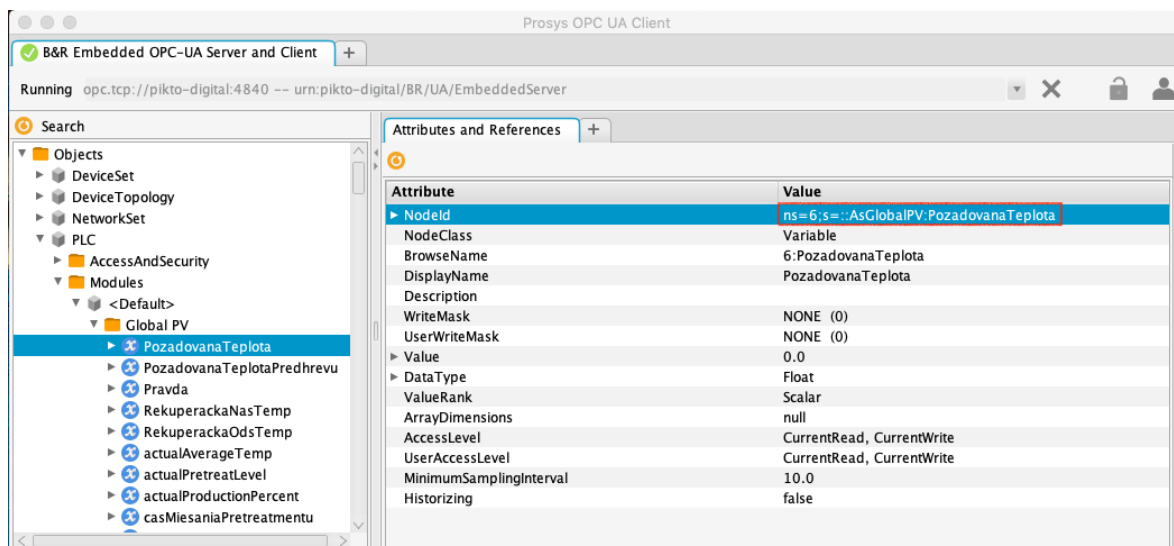 Prosys OPC UA Client
B&R Embedded OPC-UA Server and Client +
Running opc.tcp://pikto-digital:4840 -- urn:pikto-digital/BR/UA/EmbeddedServer
Search
Objects
DeviceSet
DeviceTopology
NetworkSet
PLC
AccessAndSecurity
Modules
<Default>
Global PV
PozadovanaTeplota
PozadovanaTeplotaPredhrevu
Pravda
RekuperackaNasTemp
RekuperackaOdsTemp
actualAverageTemp
actualPretreatLevel
actualProductionPercent
casMiesaniaPretreatmentu
Attributes and References +
Attribute Value
NodeId ns=6;s=::AsGlobalPV:PozadovanaTeplota
NodeClass Variable
BrowseName 6:PozadovanaTeplota
DisplayName PozadovanaTeplota
Description
WriteMask NONE (0)
UserWriteMask NONE (0)
Value 0.0
DataType Float
ValueRank Scalar
ArrayDimensions null
AccessLevel CurrentRead, CurrentWrite
UserAccessLevel CurrentRead, CurrentWrite
MinimumSamplingInterval 10.0
Historizing false